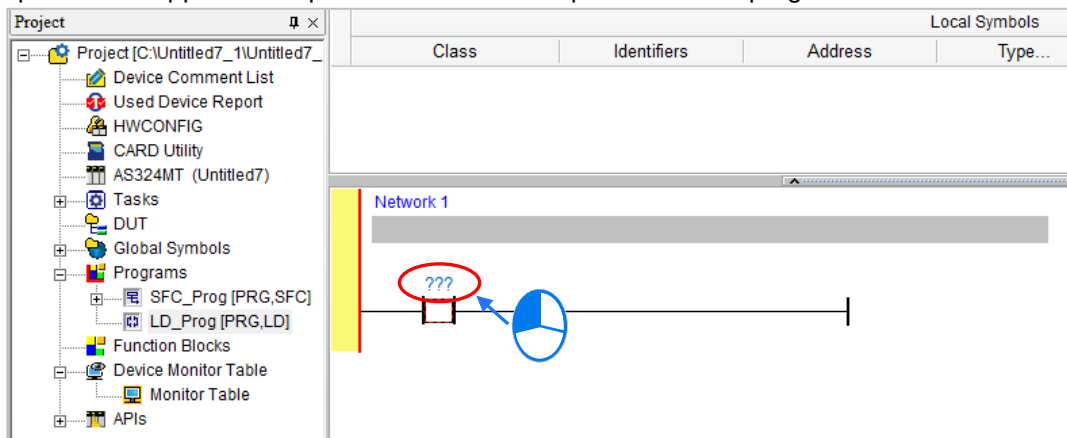 Project
Project [C:\Untitled7_1\Untitled7_
Device Comment List
Used Device Report
HWCONFIG
CARD Utility
AS324MT (Untitled7)
Tasks
DUT
Global Symbols
Programs
SFC_Prog [PRG,SFC]
LD_Prog [PRG,LD]
Function Blocks
Device Monitor Table
Monitor Table
APIs
Local Symbols
Class Identifiers Address Type...
Network 1
???